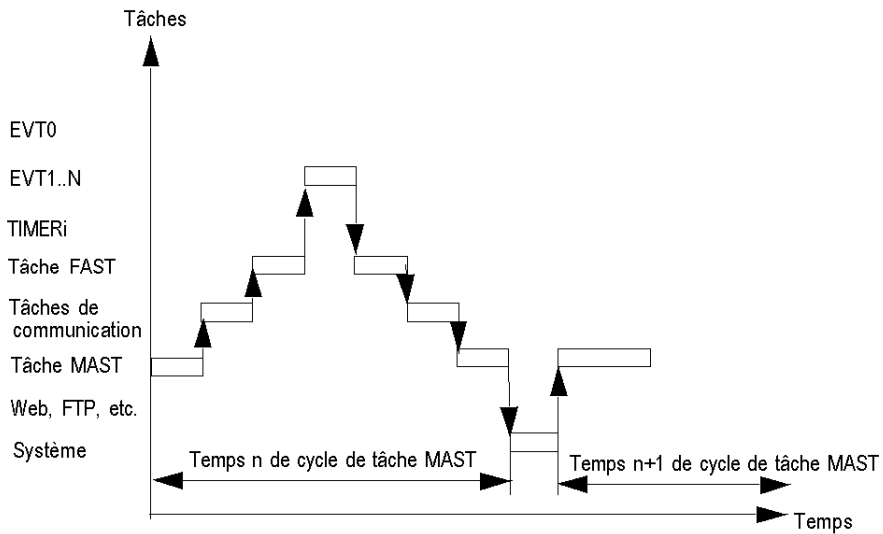 Tâches
EVT0
EVT1..N
TIMERi
Tâche FAST
Tâches de
communication
Tâche MAST
Web, FTP, etc.
Système
Temps n de cycle de tâche MAST
Temps n+1 de cycle de tâche MAST
Temps